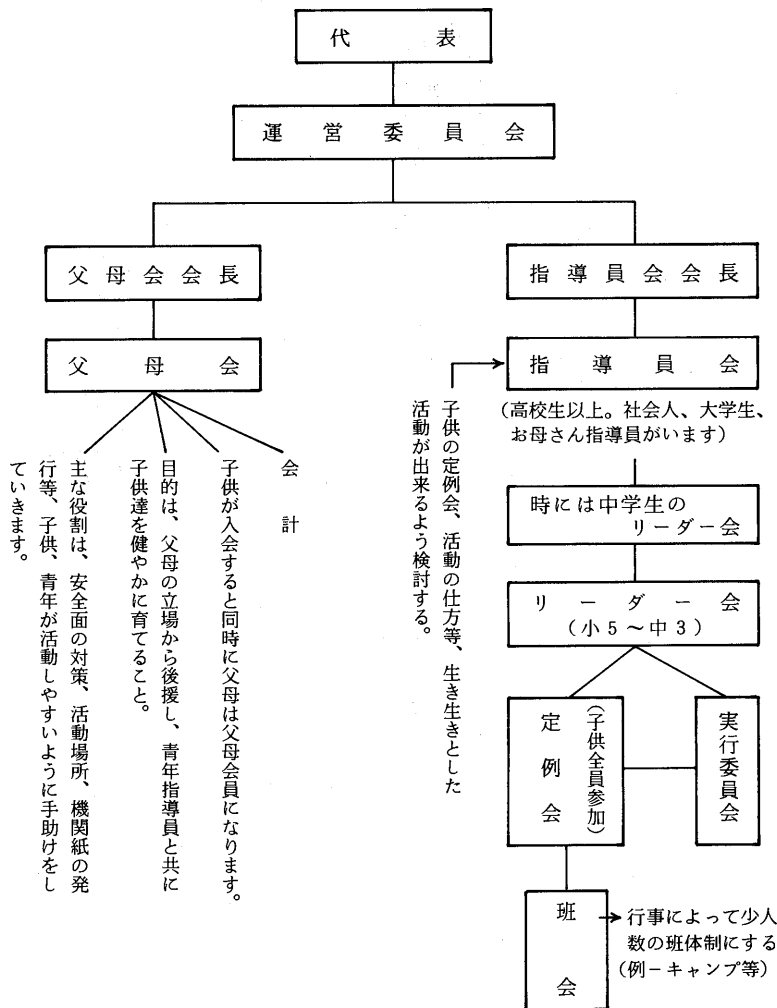 代表
運営委員会
父母会会長
父母会
会計
子供が入会すると同時に父母は父母会員になります。
目的は、父母の立場から後援し、青年指導員と共に
子供達を健やかに育てること。
主な役割は、安全面の対策、活動場所、機関紙の発
行等、子供、青年が活動しやすいように手助けをし
ていきます。
指導員会会長
指導員会
(高校生以上。社会人、大学生、
お母さん指導員がいます)
子供の定例会、活動の仕方等、生き生きとした
活動が出来るよう検討する。
時には中学生の
リーダー会
リーダー会
(小5〜中3)
(子供全員参加)
定例会
実行委員会
班会
行事によって少人
数の班体制にする
(例-キャンプ等)